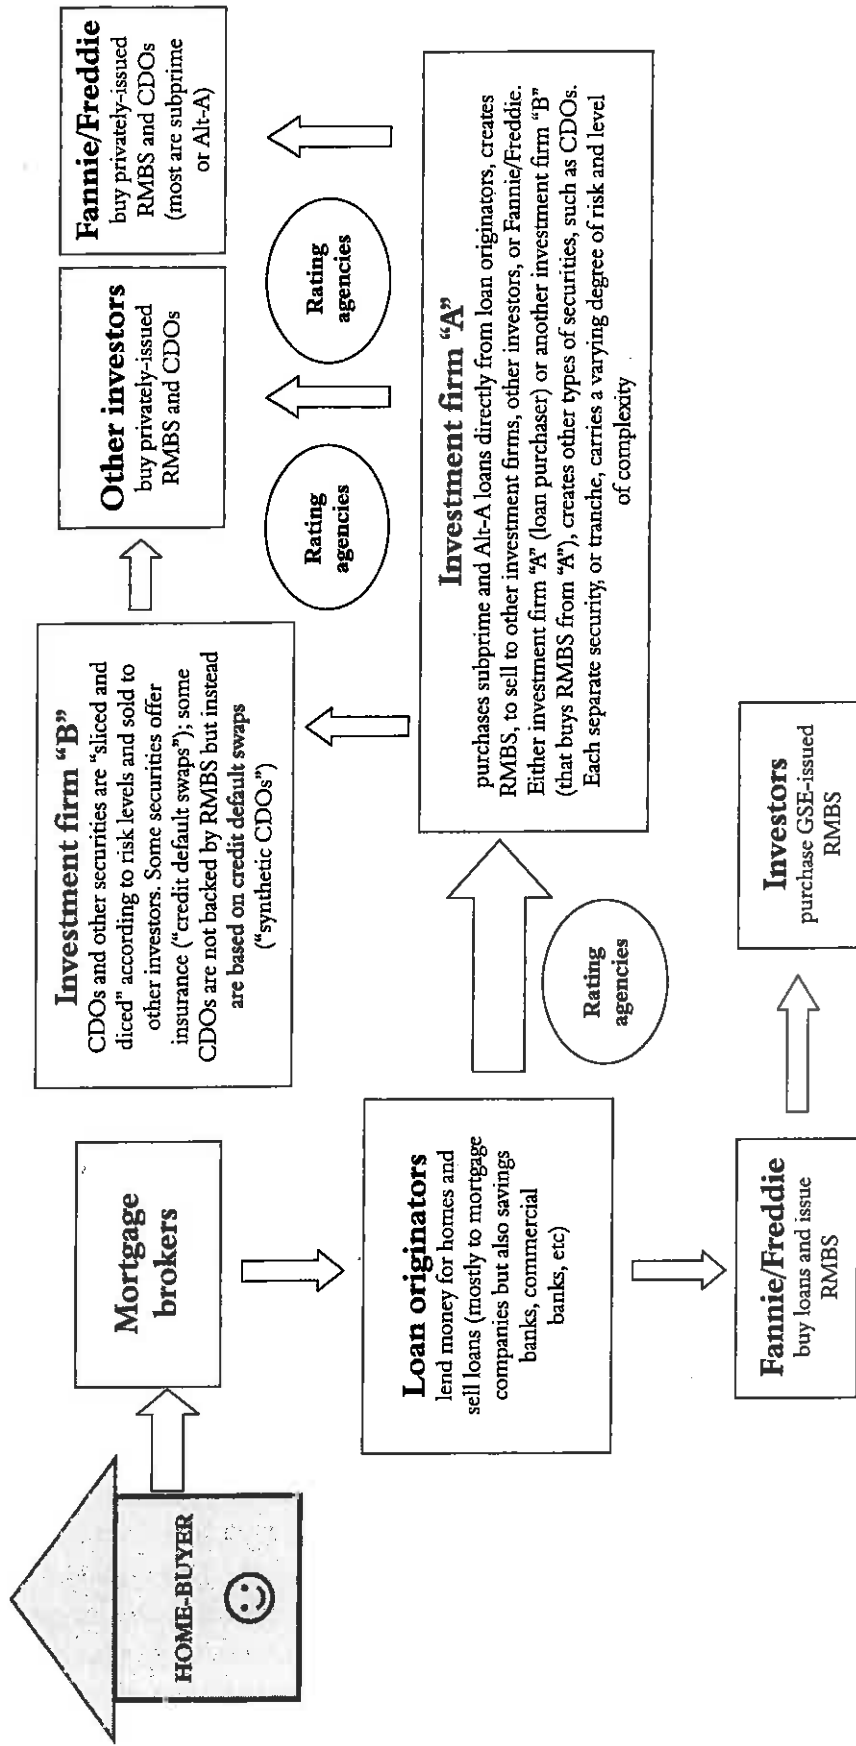 HOME-BUYER
Mortgage
brokers
Loan originators
lend money for homes and
sell loans (mostly to mortgage
companies but also savings
banks, commercial
banks, etc)
Fannie/Freddie
buy loans and issue
RMBS
Investors
purchase GSE-issued
RMBS
Rating
agencies
Investment firm “A”
purchases subprime and Alt-A loans directly from loan originators, creates
RMBS, to sell to other investment firms, other investors, or Fannie/Freddie.
Either investment firm “A” (loan purchaser) or another investment firm “B”
(that buys RMBS from “A”), creates other types of securities, such as CDOs.
Each separate security, or tranche, carries a varying degree of risk and level
of complexity
Investment firm “B”
CDOs and other securities are “sliced and
diced” according to risk levels and sold to
other investors. Some securities offer
insurance (“credit default swaps”); some
CDOs are not backed by RMBS but instead
are based on credit default swaps
(“synthetic CDOs”)
Rating
agencies
Other investors
buy privately-issued
RMBS and CDOs
Rating
agencies
Fannie/Freddie
buy privately-issued
RMBS and CDOs
(most are subprime
or Alt-A)